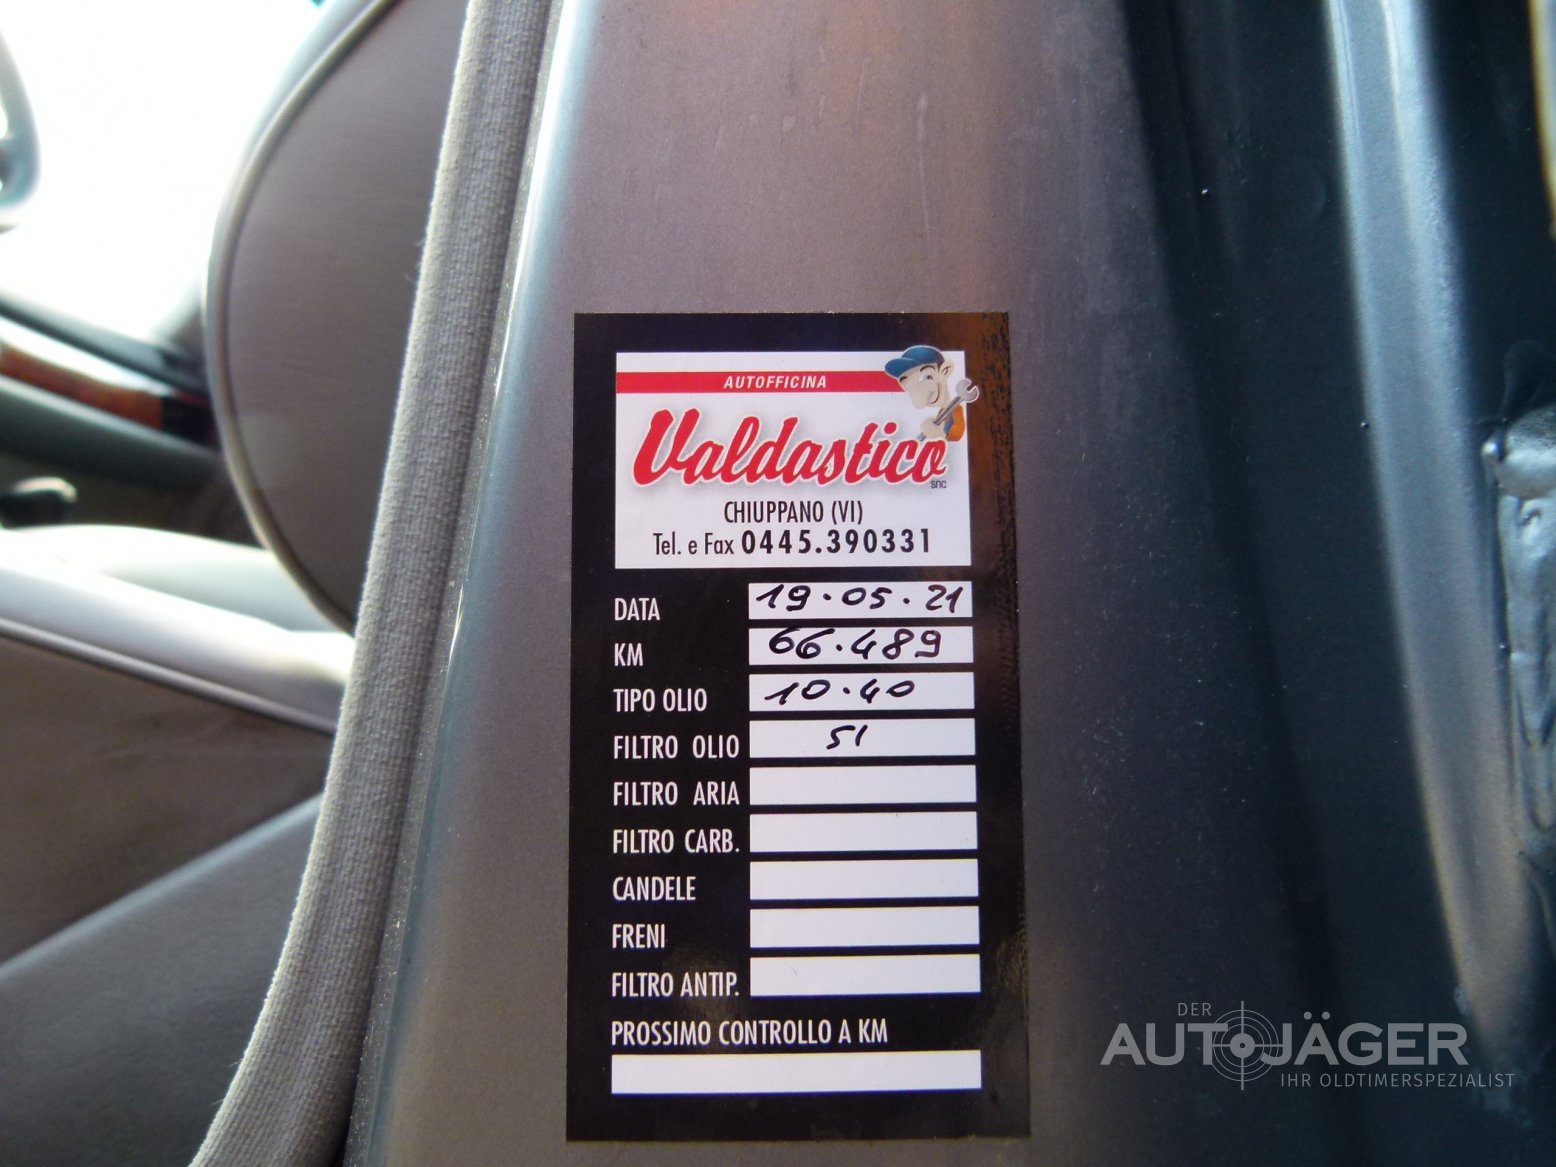 AUTOFFICINA
Valdastico
snc
CHIUPPANO (VI)
Tel. e Fax 0445.390331
DATA 19.05.21
KM 66.489
TIPO OLIO 10.40
FILTRO OLIO SI
FILTRO ARIA
FILTRO CARB.
CANDELE
FRENI
FILTRO ANTIP.
PROSSIMO CONTROLLO A KM
DER
AUTOJÄGER
IHR OLDTIMERSPEZIALIST